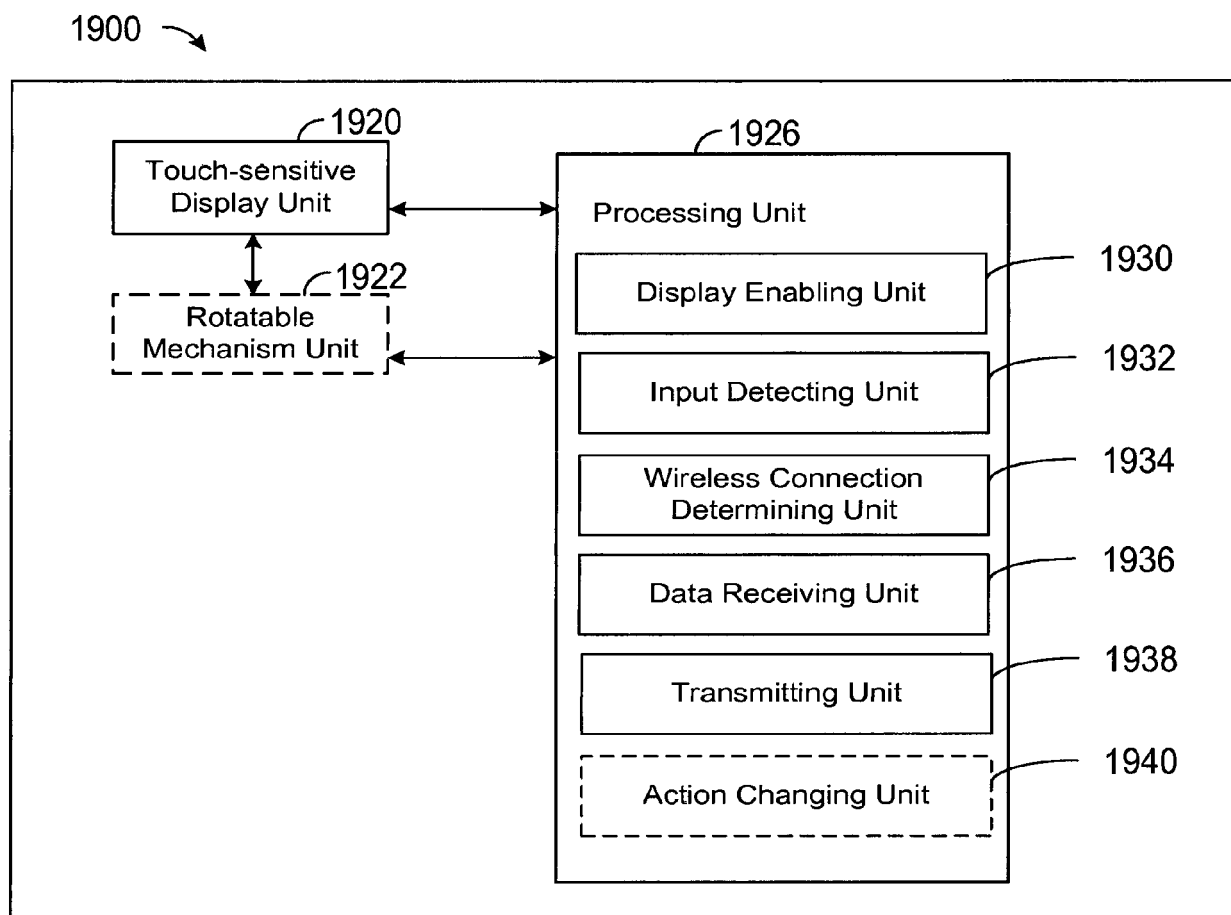 1900
1920
Touch-sensitive
Display Unit
1922
Rotatable
Mechanism Unit
1926
Processing Unit
Display Enabling Unit
1930
Input Detecting Unit
1932
Wireless Connection
Determining Unit
1934
Data Receiving Unit
1936
Transmitting Unit
1938
Action Changing Unit
1940